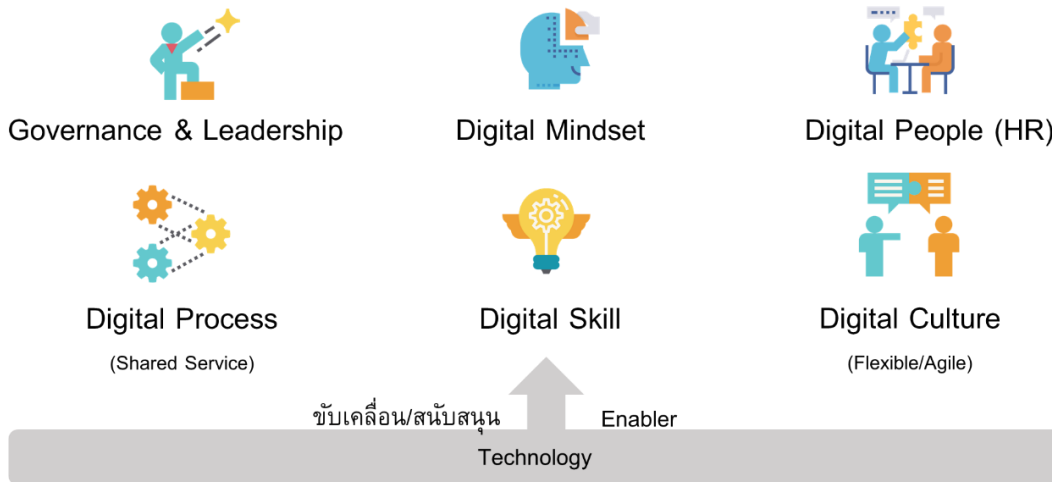 Governance & Leadership
Digital Mindset
Digital People (HR)
Digital Process
(Shared Service)
Digital Skill
Digital Culture
(Flexible/Agile)
ขับเคลื่อน/สนับสนุน
Enabler
Technology